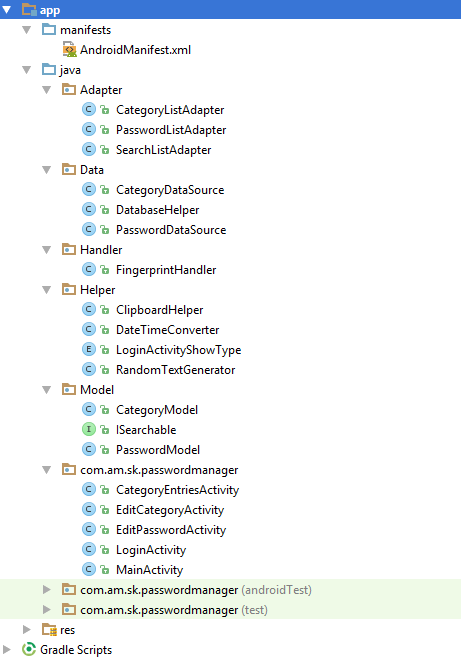 app
manifests
AndroidManifest.xml
java
Adapter
C CategoryListAdapter
C PasswordListAdapter
C SearchListAdapter
Data
C CategoryDataSource
C DatabaseHelper
C PasswordDataSource
Handler
C FingerprintHandler
Helper
C ClipboardHelper
C DateTimeConverter
E LoginActivityShowType
C RandomTextGenerator
Model
C CategoryModel
I ISearchable
C PasswordModel
com.am.sk.passwordmanager
C CategoryEntriesActivity
C EditCategoryActivity
C EditPasswordActivity
C LoginActivity
C MainActivity
com.am.sk.passwordmanager (androidTest)
com.am.sk.passwordmanager (test)
res
Gradle Scripts